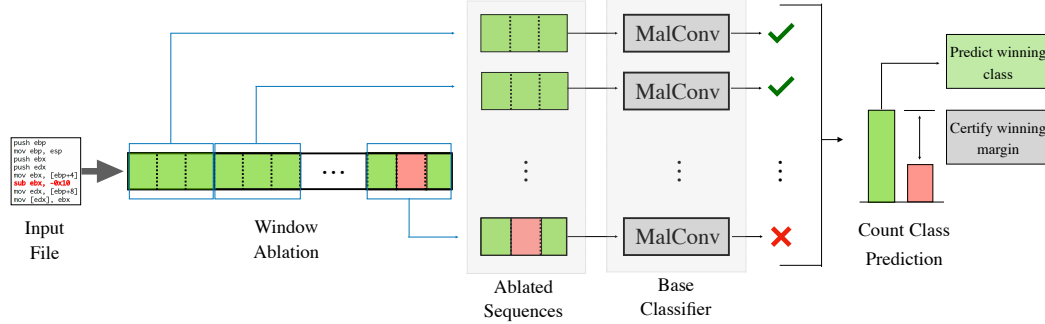 push ebp
mov ebp, esp
push ebx
push edx
mov ebx, [ebp+4]
sub ebx, -0x10
mov edx, [ebp+8]
mov [edx], ebx
Input
File
Window
Ablation
...
Ablated
Sequences
MalConv
MalConv
MalConv
Base
Classifier
Count Class
Prediction
Predict winning
class
Certify winning
margin